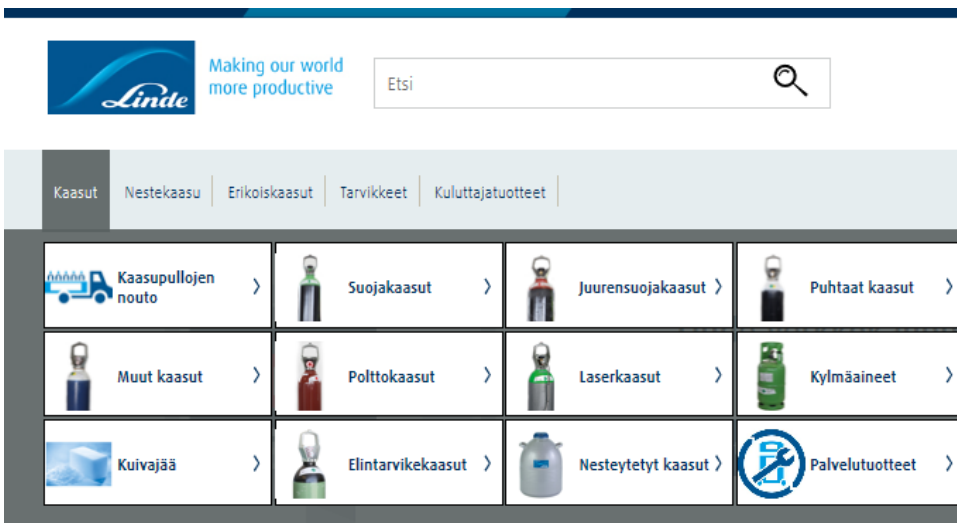 Linde
Making our world
more productive
Etsi
Kaasut
Nestekaasu
Erikoiskaasut
Tarvikkeet
Kuluttajatuotteet
Kaasupullojen
nouto
Suojakaasut
Juurensuojakaasut
Puhtaat kaasut
Muut kaasut
Polttokaasut
Laserkaasut
Kylmäaineet
Kuivajää
Elintarvikekaasut
Nesteytetyt kaasut
Palvelutuotteet